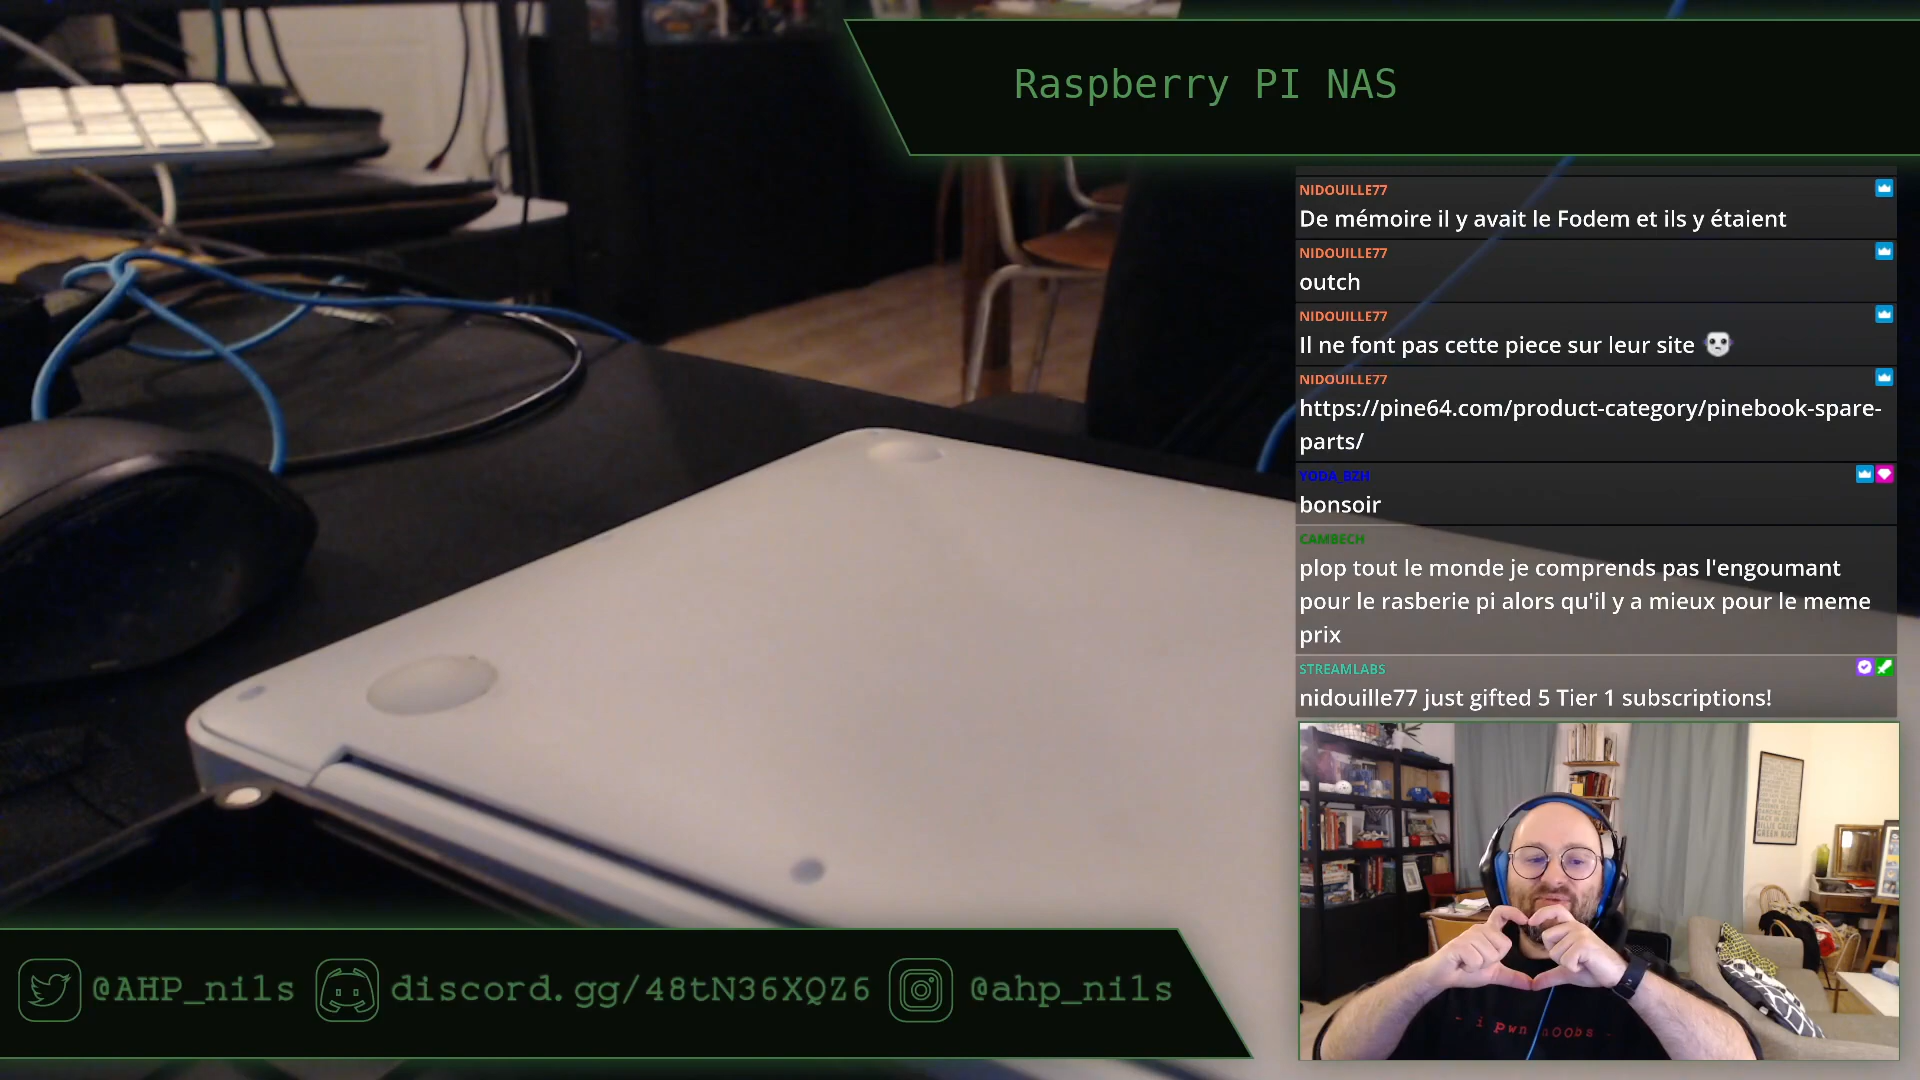 Raspberry PI NAS
NIDOUILLE77
De mémoire il y avait le Fodem et ils y étaient
NIDOUILLE77
outch
NIDOUILLE77
Il ne font pas cette piece sur leur site
NIDOUILLE77
https://pine64.com/product-category/pinebook-spare-
parts/
YODA_BZH
bonsoir
CAMBECH
plop tout le monde je comprends pas l'engoumant
pour le rasberie pi alors qu'il y a mieux pour le meme
prix
STREAMLABS
nidouille77 just gifted 5 Tier 1 subscriptions!
- i pwn n00bs -
@AHP_nils
discord.gg/48tN36XQZ6
@ahp_nils